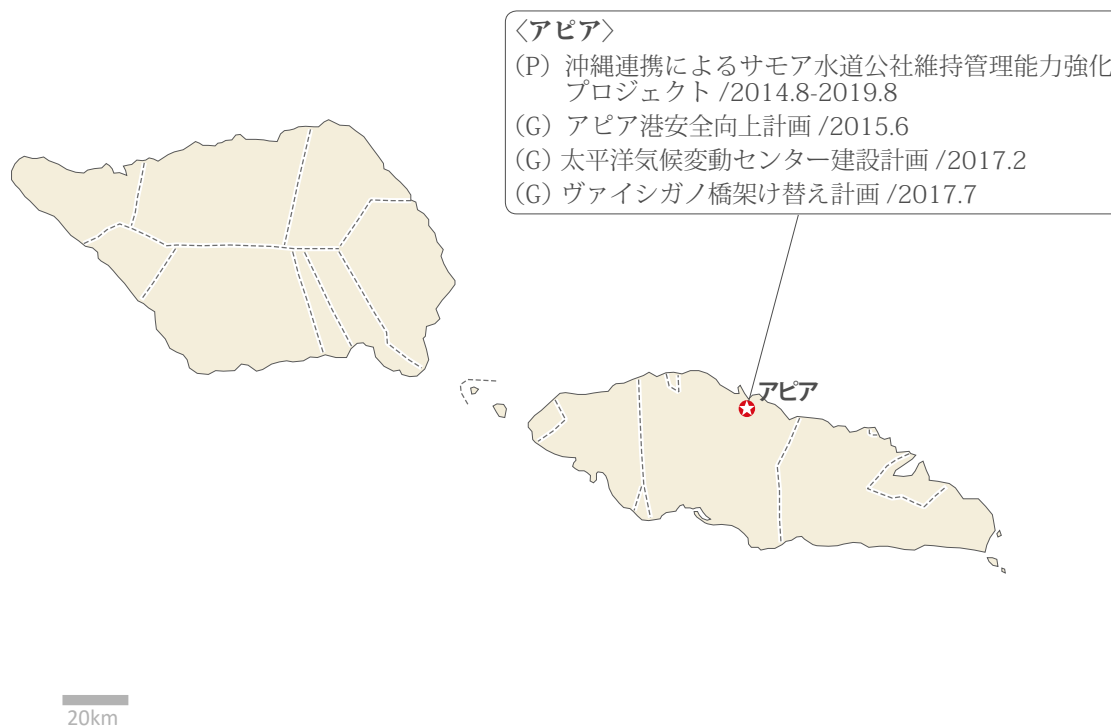 〈アピア〉
(P) 沖縄連携によるサモア水道公社維持管理能力強化
プロジェクト /2014.8-2019.8
(G) アピア港安全向上計画 /2015.6
(G) 太平洋気候変動センター建設計画 /2017.2
(G) ヴァイシガノ橋架け替え計画 /2017.7
アピア
20km